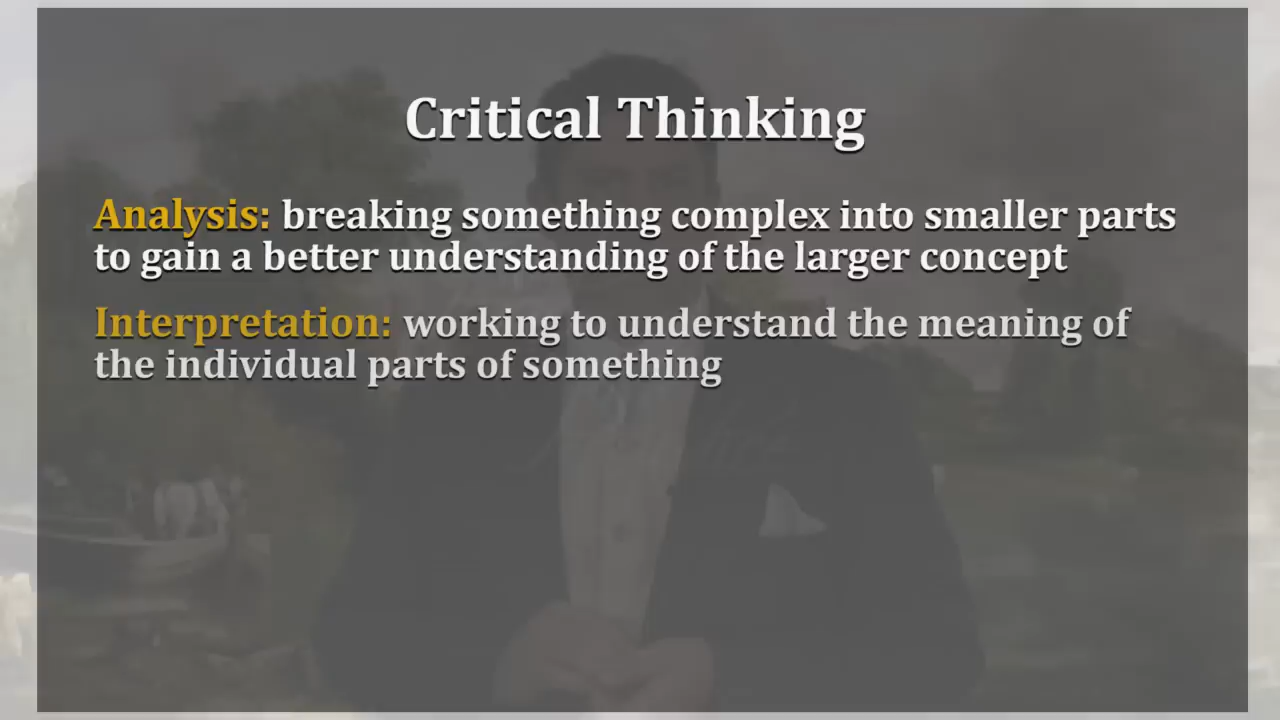 Critical Thinking
Analysis: breaking something complex into smaller parts
to gain a better understanding of the larger concept
Interpretation: working to understand the meaning of
the individual parts of something